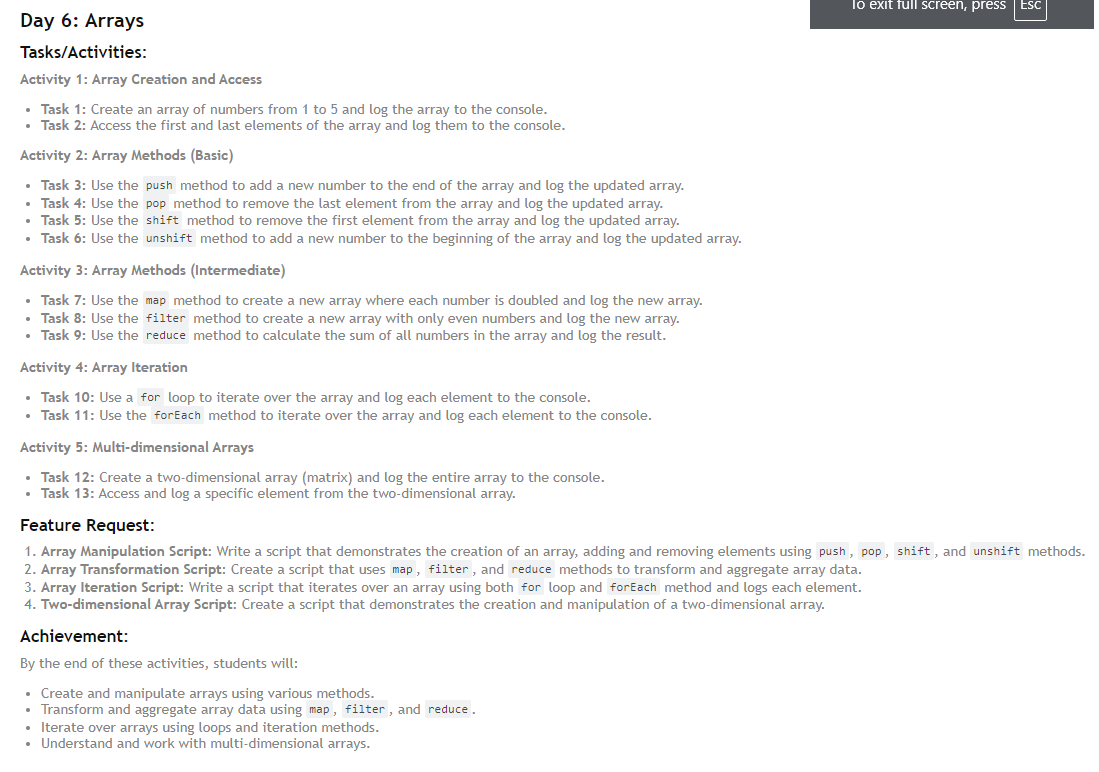 To exit full screen, press Esc
Day 6: Arrays
Tasks/Activities:
Activity 1: Array Creation and Access
• Task 1: Create an array of numbers from 1 to 5 and log the array to the console.
• Task 2: Access the first and last elements of the array and log them to the console.
Activity 2: Array Methods (Basic)
• Task 3: Use the push method to add a new number to the end of the array and log the updated array.
• Task 4: Use the pop method to remove the last element from the array and log the updated array.
• Task 5: Use the shift method to remove the first element from the array and log the updated array.
• Task 6: Use the unshift method to add a new number to the beginning of the array and log the updated array.
Activity 3: Array Methods (Intermediate)
• Task 7: Use the map method to create a new array where each number is doubled and log the new array.
• Task 8: Use the filter method to create a new array with only even numbers and log the new array.
• Task 9: Use the reduce method to calculate the sum of all numbers in the array and log the result.
Activity 4: Array Iteration
• Task 10: Use a for loop to iterate over the array and log each element to the console.
• Task 11: Use the forEach method to iterate over the array and log each element to the console.
Activity 5: Multi-dimensional Arrays
• Task 12: Create a two-dimensional array (matrix) and log the entire array to the console.
• Task 13: Access and log a specific element from the two-dimensional array.
Feature Request:
1. Array Manipulation Script: Write a script that demonstrates the creation of an array, adding and removing elements using push, pop, shift, and unshift methods.
2. Array Transformation Script: Create a script that uses map, filter, and reduce methods to transform and aggregate array data.
3. Array Iteration Script: Write a script that iterates over an array using both for loop and forEach method and logs each element.
4. Two-dimensional Array Script: Create a script that demonstrates the creation and manipulation of a two-dimensional array.
Achievement:
By the end of these activities, students will:
• Create and manipulate arrays using various methods.
• Transform and aggregate array data using map, filter, and reduce.
• Iterate over arrays using loops and iteration methods.
• Understand and work with multi-dimensional arrays.